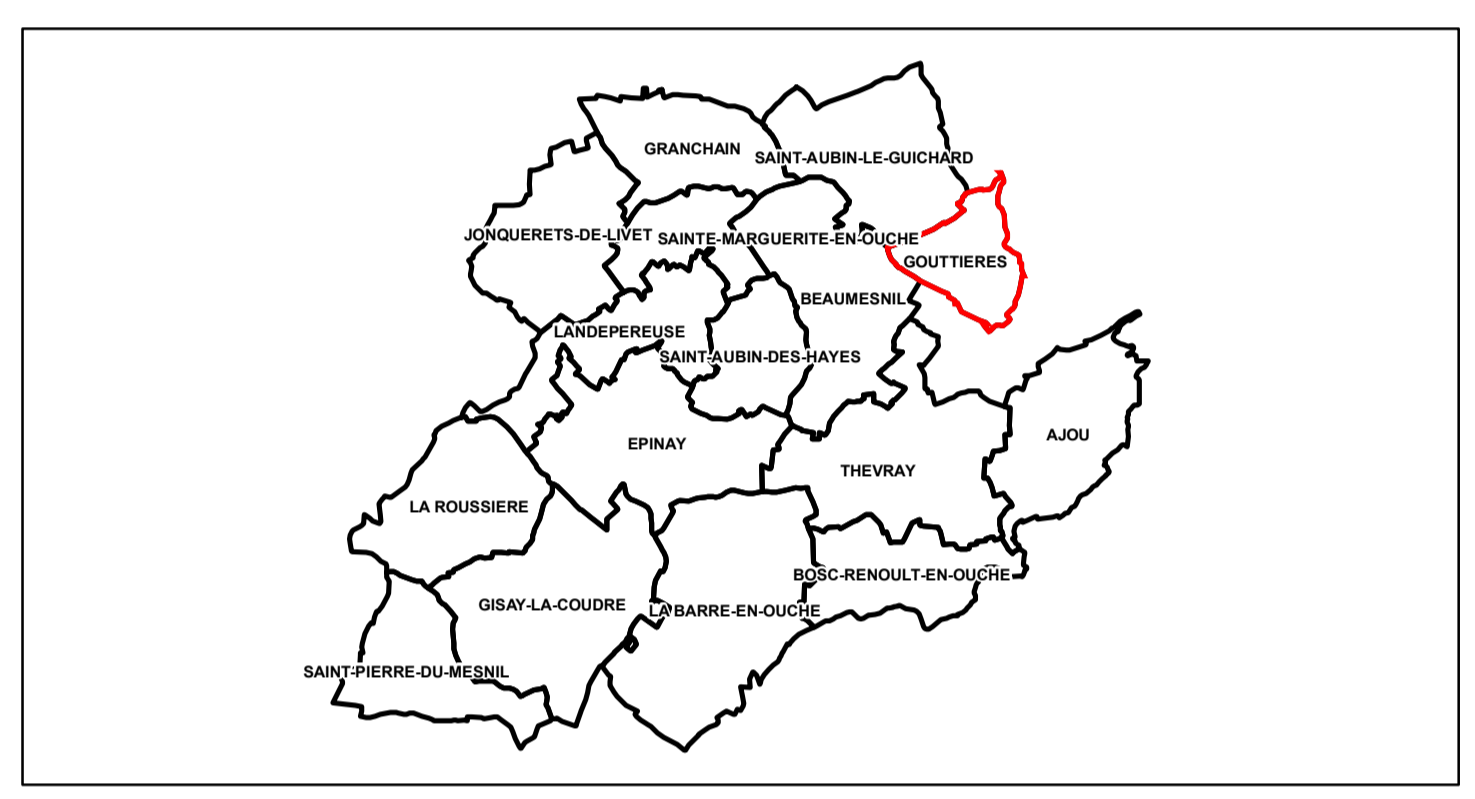 GRANCHAIN
SAINT-AUBIN-LE-GUICHARD
JONQUERETS-DE-LIVET
SAINTE-MARGUERITE-EN-OUCHE
GOUTTIERES
BEAUMESNIL
LANDEPEREUSE
SAINT-AUBIN-DES-HAYES
AJOU
EPINAY
THEVRAY
LA ROUSSIERE
BOSC-RENOULT-EN-OUCHE
GISAY-LA-COUDRE
LA BARRE-EN-OUCHE
SAINT-PIERRE-DU-MESNIL